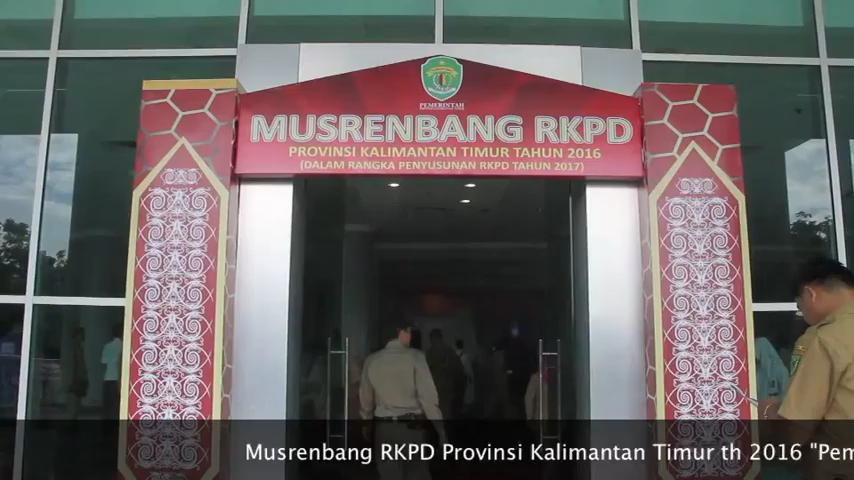 PEMERINTAH
MUSRENBANG RKPD
PROVINSI KALIMANTAN TIMUR TAHUN 2016
(DALAM RANGKA PENYUSUNAN RKPD TAHUN 2017)
Musrenbang RKPD Provinsi Kalimantan Timur th 2016 "Pem